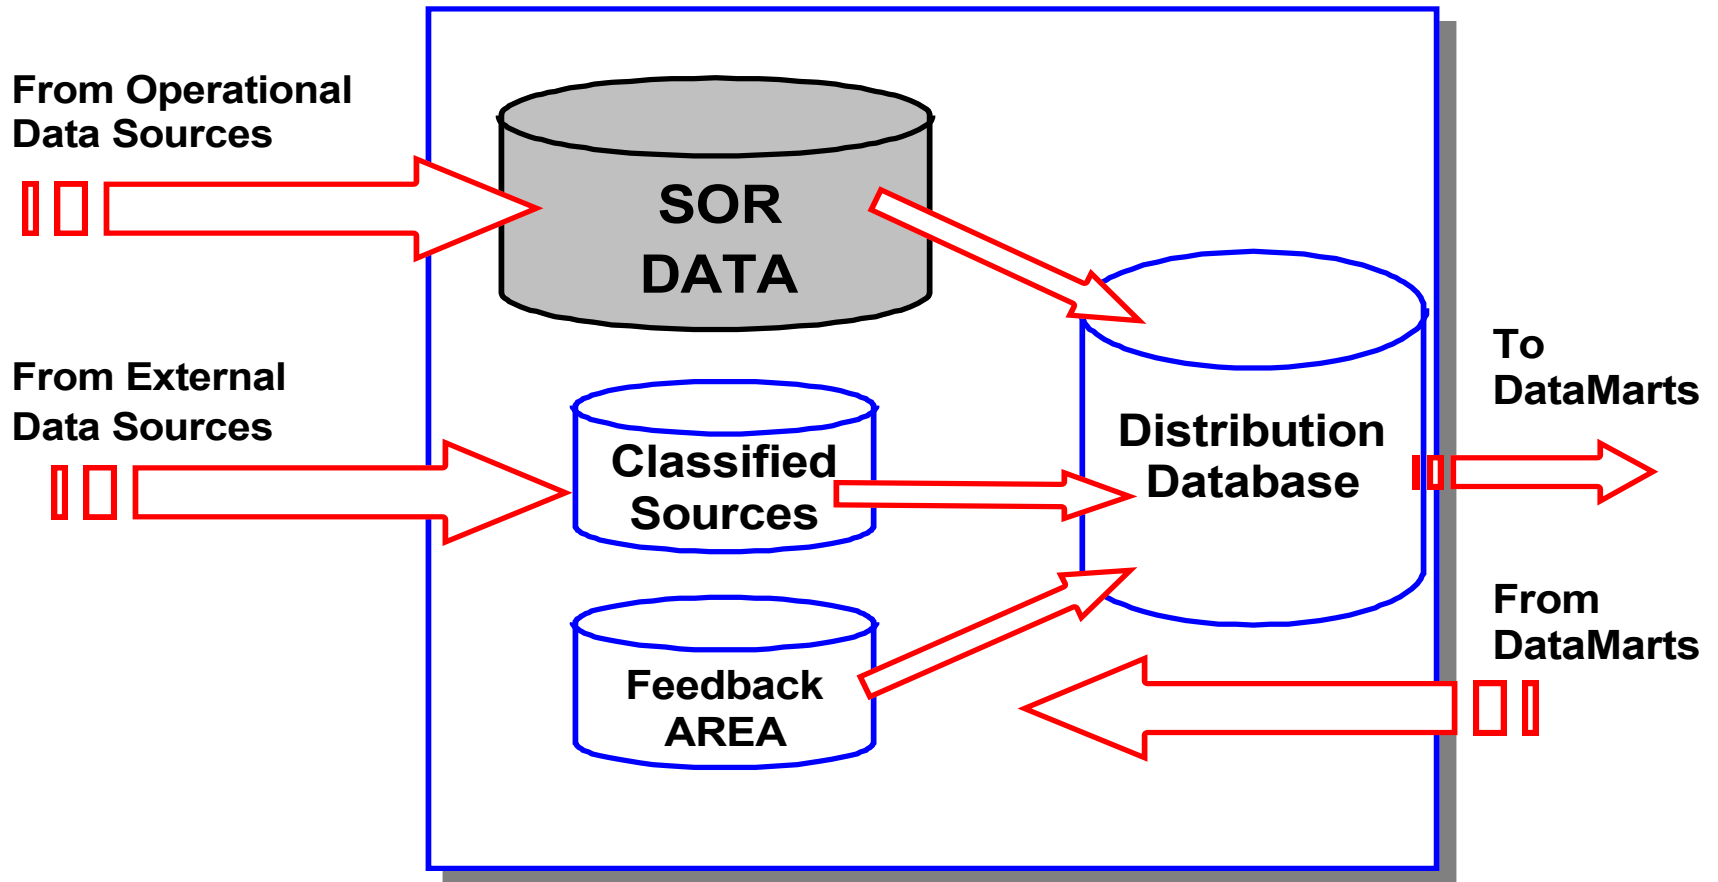 From Operational
Data Sources
SOR
DATA
From External
Data Sources
Classified
Sources
Feedback
AREA
Distribution
Database
To
DataMarts
From
DataMarts